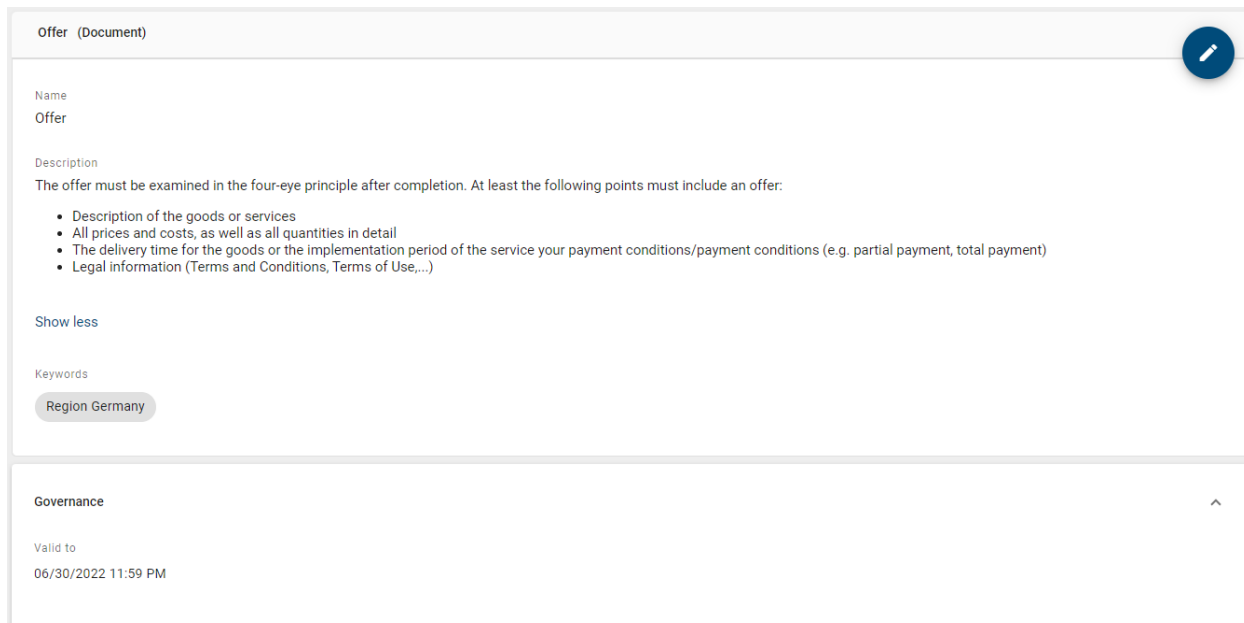 Offer (Document)
Name
Offer
Description
The offer must be examined in the four-eye principle after completion. At least the following points must include an offer:
• Description of the goods or services
• All prices and costs, as well as all quantities in detail
• The delivery time for the goods or the implementation period of the service your payment conditions/payment conditions (e.g. partial payment, total payment)
• Legal information (Terms and Conditions, Terms of Use,...)
Show less
Keywords
Region Germany
Governance
Valid to
06/30/2022 11:59 PM